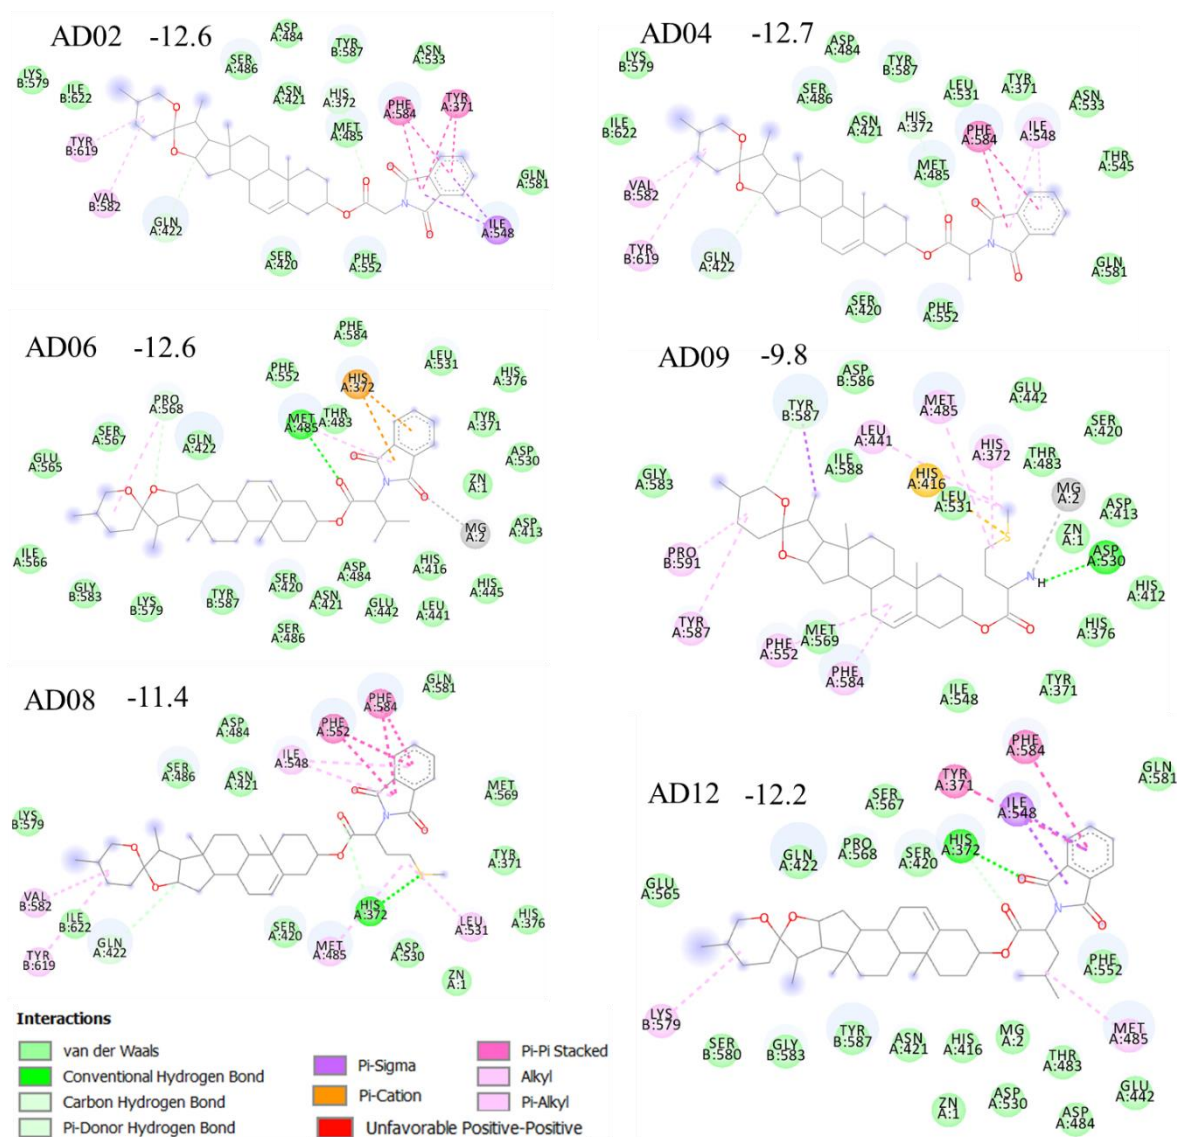 AD02 -12.6
ASP
A:484
TYR
B:587
ASN
A:533
SER
A:486
LYS
B:579
ILE
B:622
ASN
A:421
HIS
A:372
PHE
A:584
TYR
A:371
MET
A:485
TYR
B:619
VAL
B:582
GLN
A:581
GLN
A:422
ILE
A:548
SER
A:420
PHE
A:552
O
O
O
O
O
N
O
AD04 -12.7
ASP
A:484
LYS
B:579
TYR
B:587
LEU
A:531
TYR
A:371
SER
A:486
ASN
A:533
ILE
B:622
ASN
A:421
HIS
A:372
PHE
A:584
ILE
A:548
MET
A:485
THR
A:545
VAL
B:582
TYR
B:619
GLN
A:422
GLN
A:581
SER
A:420
PHE
A:552
O
O
O
O
O
N
O
AD06 -12.6
PHE
A:584
LEU
A:531
PHE
A:552
HIS
A:372
HIS
A:376
PRO
A:568
MET
A:485
THR
A:483
TYR
A:371
SER
A:567
GLN
A:422
GLU
A:565
ASP
A:530
ZN
A:1
MG
A:2
ASP
A:413
ILE
A:566
GLY
B:583
LYS
B:579
TYR
B:587
SER
A:420
ASN
A:421
ASP
A:484
GLU
A:442
HIS
A:416
LEU
A:441
HIS
A:445
SER
A:486
O
O
O
O
O
N
O
AD09 -9.8
ASP
B:586
MET
A:485
GLU
A:442
TYR
B:587
SER
A:420
LEU
A:441
HIS
A:372
GLY
A:583
ILE
B:588
HIS
A:416
THR
A:483
LEU
A:531
MG
A:2
ASP
A:413
ZN
A:1
ASP
A:530
PRO
B:591
HIS
A:412
TYR
A:587
MET
A:569
PHE
A:552
HIS
A:376
PHE
A:584
ILE
A:548
TYR
A:371
O
O
S
N
H
O
O
AD08 -11.4
GLN
A:581
PHE
A:584
PHE
A:552
ASP
A:484
ILE
A:548
SER
A:486
ASN
A:421
MET
A:569
LYS
B:579
TYR
A:371
VAL
B:582
HIS
A:372
ILE
B:622
LEU
A:531
HIS
A:376
SER
A:420
GLN
A:422
MET
A:485
ASP
A:530
TYR
B:619
ZN
A:1
O
O
O
O
O
N
O
S
AD12 -12.2
PHE
A:584
GLN
A:581
TYR
A:371
ILE
A:548
SER
A:567
HIS
A:372
GLN
A:422
PRO
A:568
SER
A:420
GLU
A:565
PHE
A:552
LYS
B:579
MET
A:485
SER
B:580
GLY
B:583
TYR
B:587
ASN
A:421
HIS
A:416
MG
A:2
THR
A:483
GLU
A:442
ZN
A:1
ASP
A:530
ASP
A:484
O
O
O
O
O
N
O
Interactions
van der Waals
Conventional Hydrogen Bond
Carbon Hydrogen Bond
Pi-Donor Hydrogen Bond
Pi-Sigma
Pi-Cation
Unfavorable Positive-Positive
Pi-Pi Stacked
Alkyl
Pi-Alkyl